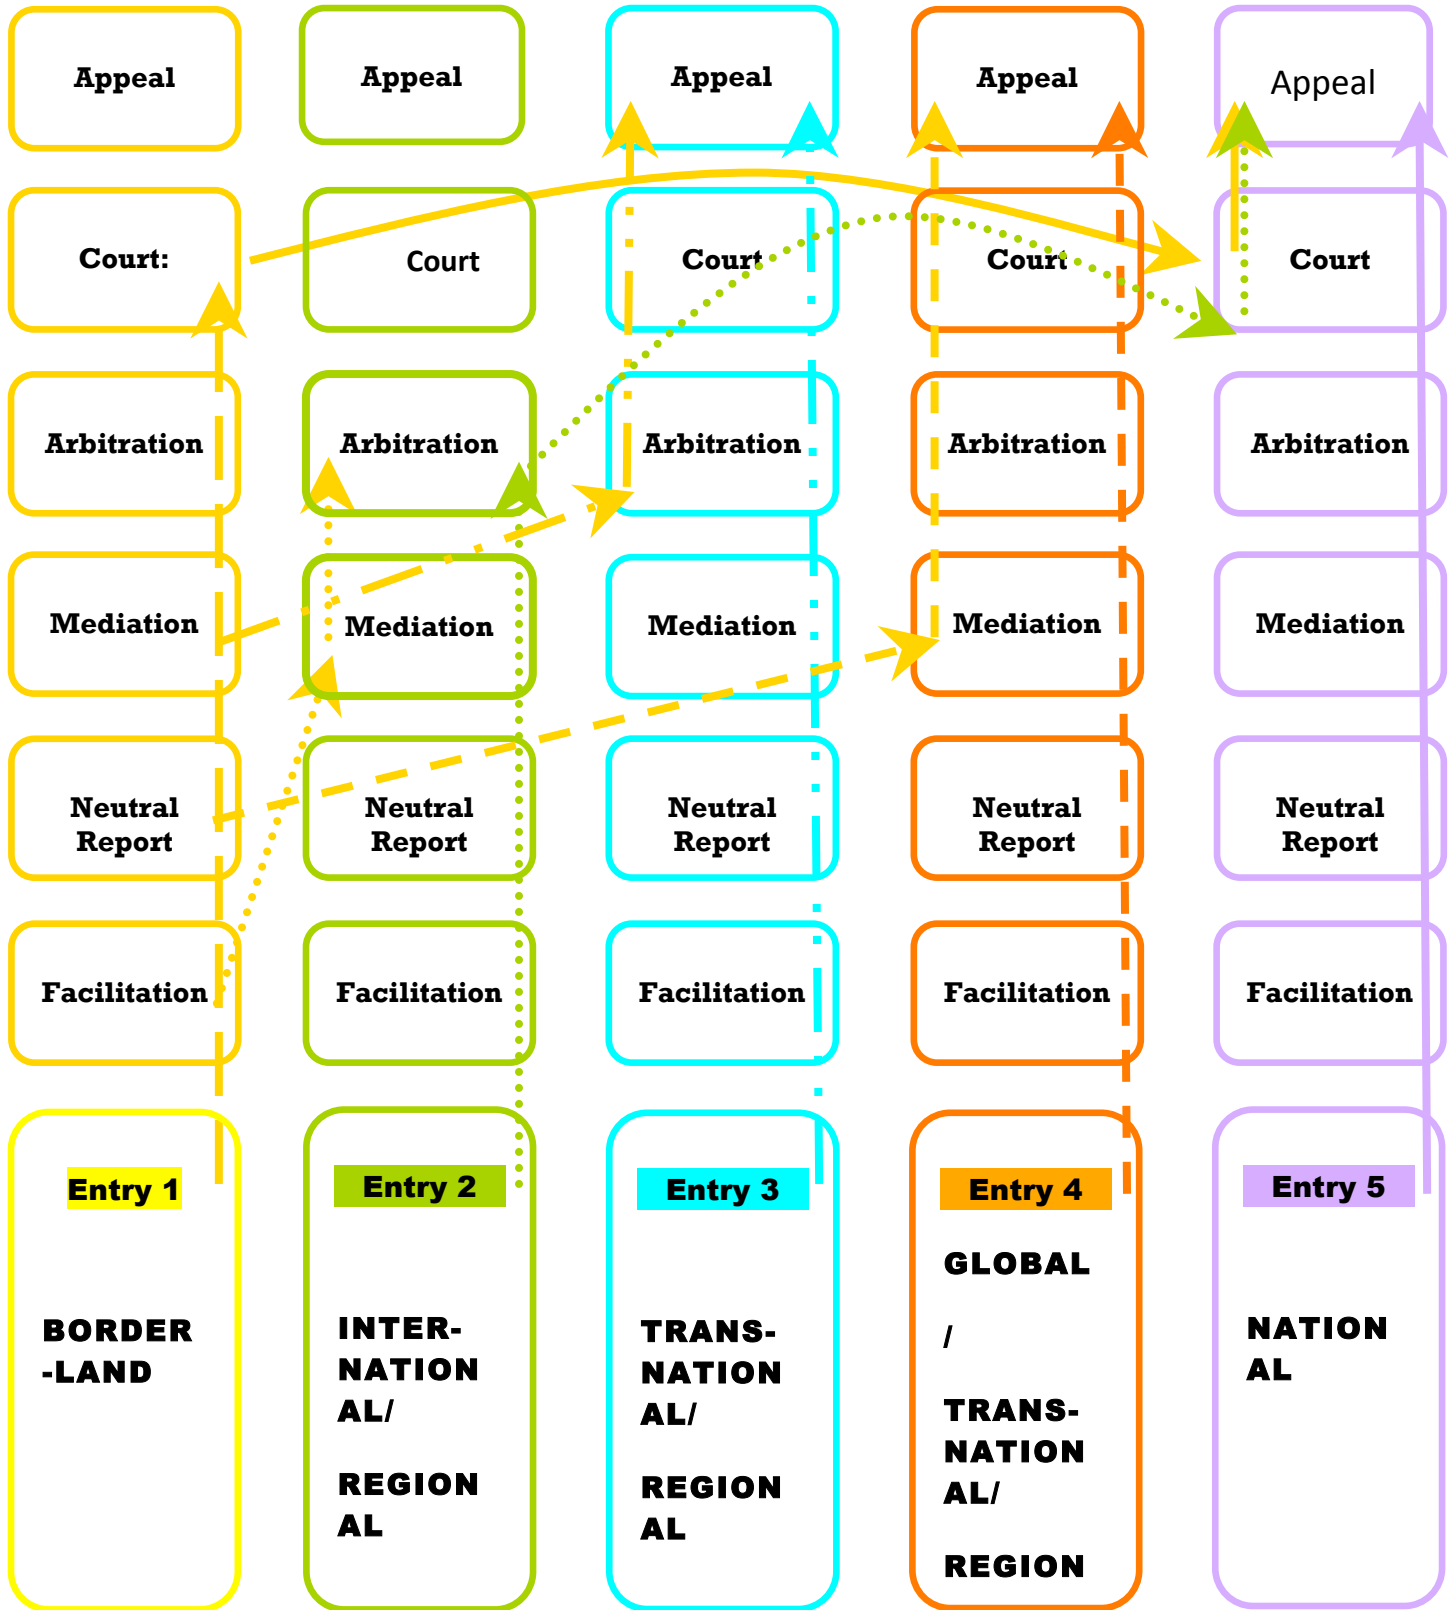 Appeal
Appeal
Appeal
Appeal
Appeal
Court:
Court
Court
Court
Court
Arbitration
Arbitration
Arbitration
Arbitration
Arbitration
Mediation
Mediation
Mediation
Mediation
Mediation
Neutral
Report
Neutral
Report
Neutral
Report
Neutral
Report
Neutral
Report
Facilitation
Facilitation
Facilitation
Facilitation
Facilitation
Entry 1
BORDER
-LAND
Entry 2
INTER-
NATION
AL/
REGION
AL
Entry 3
TRANS-
NATION
AL/
REGION
AL
Entry 4
GLOBAL
/
TRANS-
NATION
AL/
REGION
Entry 5
NATION
AL